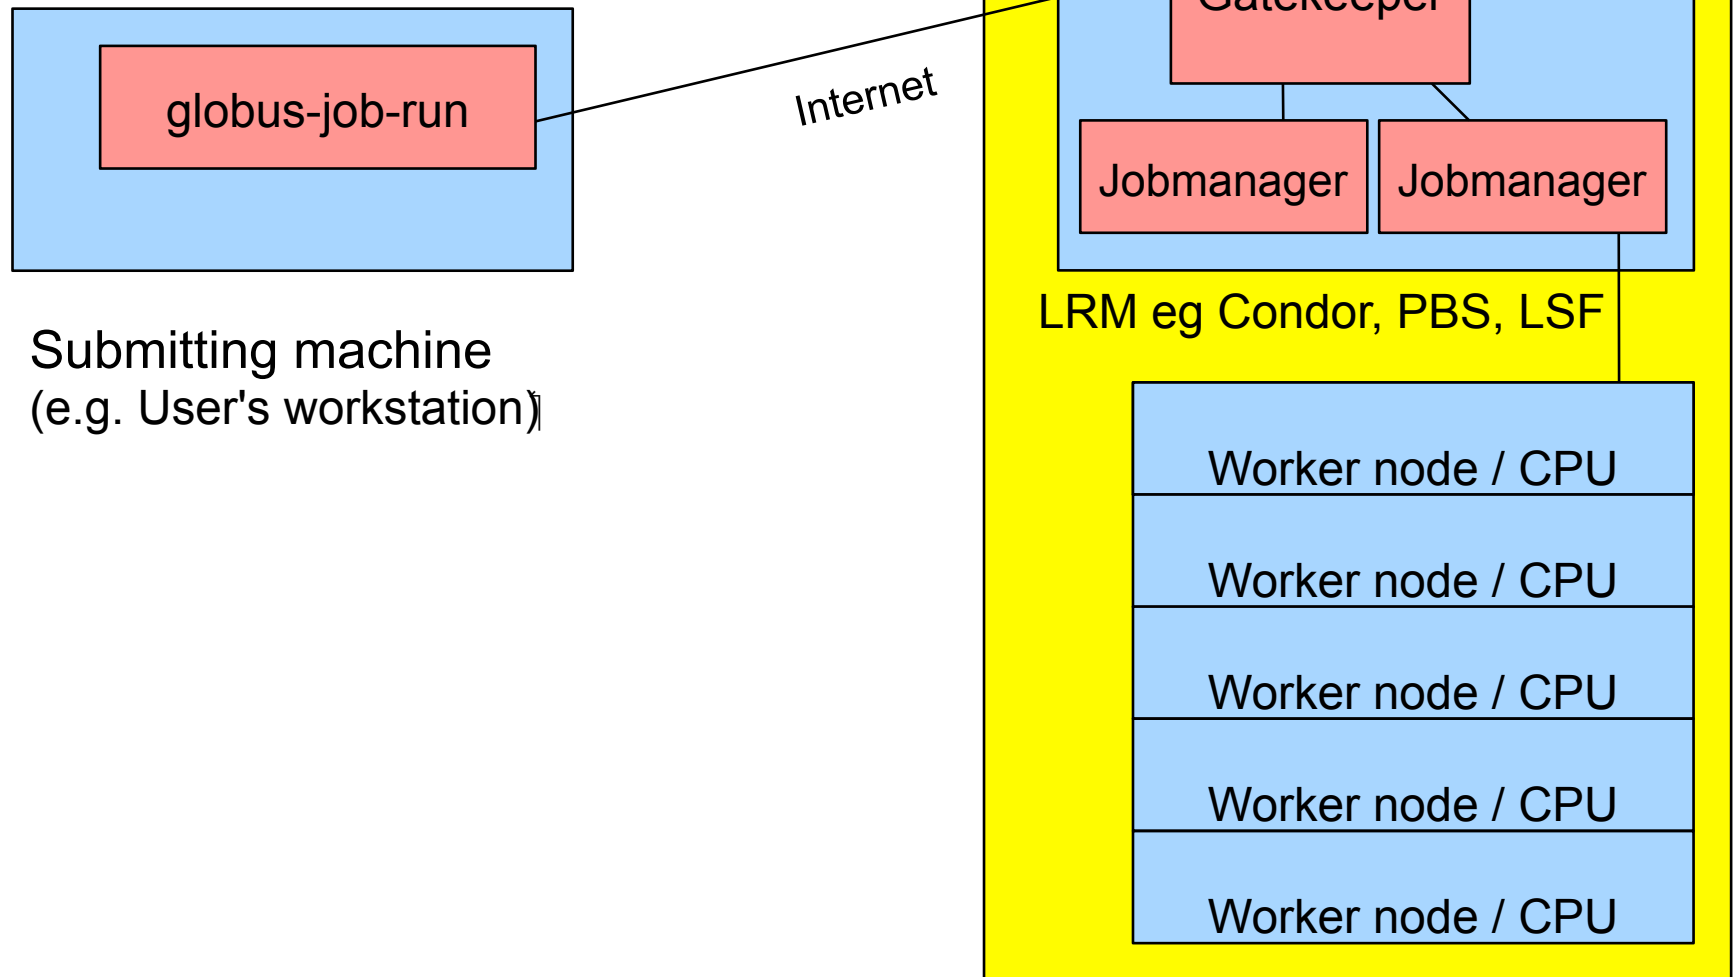 Gatekeeper
globus-job-run
Internet
Jobmanager
Jobmanager
LRM eg Condor, PBS, LSF
Submitting machine
(e.g. User's workstation)
Worker node / CPU
Worker node / CPU
Worker node / CPU
Worker node / CPU
Worker node / CPU